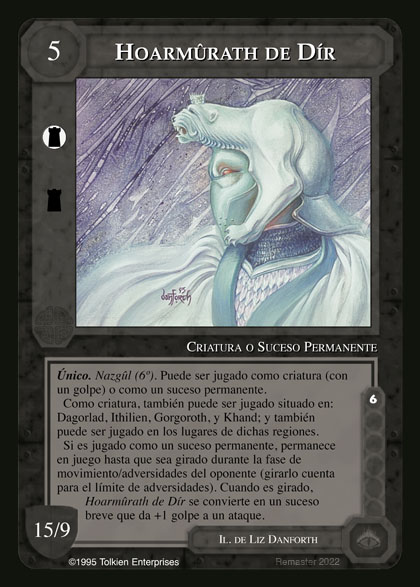 5
HOARMÛRATH DE DÍR
DANFORTH 95
CRIATURA O SUCESO PERMANENTE
Único. Nazgûl (6º). Puede ser jugado como criatura (con
un golpe) o como un suceso permanente.
Como criatura, también puede ser jugado situado en:
Dagorlad, Ithilien, Gorgoroth, y Khand; y también
puede ser jugado en los lugares de dichas regiones.
Si es jugado como un suceso permanente, permanece
en juego hasta que sea girado durante la fase de
movimiento/adversidades del oponente (girarlo cuenta
para el límite de adversidades). Cuando es girado,
Hoarmûrath de Dír se convierte en un suceso
breve que da +1 golpe a un ataque.
6
15/9
IL. DE LIZ DANFORTH
©1995 Tolkien Enterprises
Remaster 2022